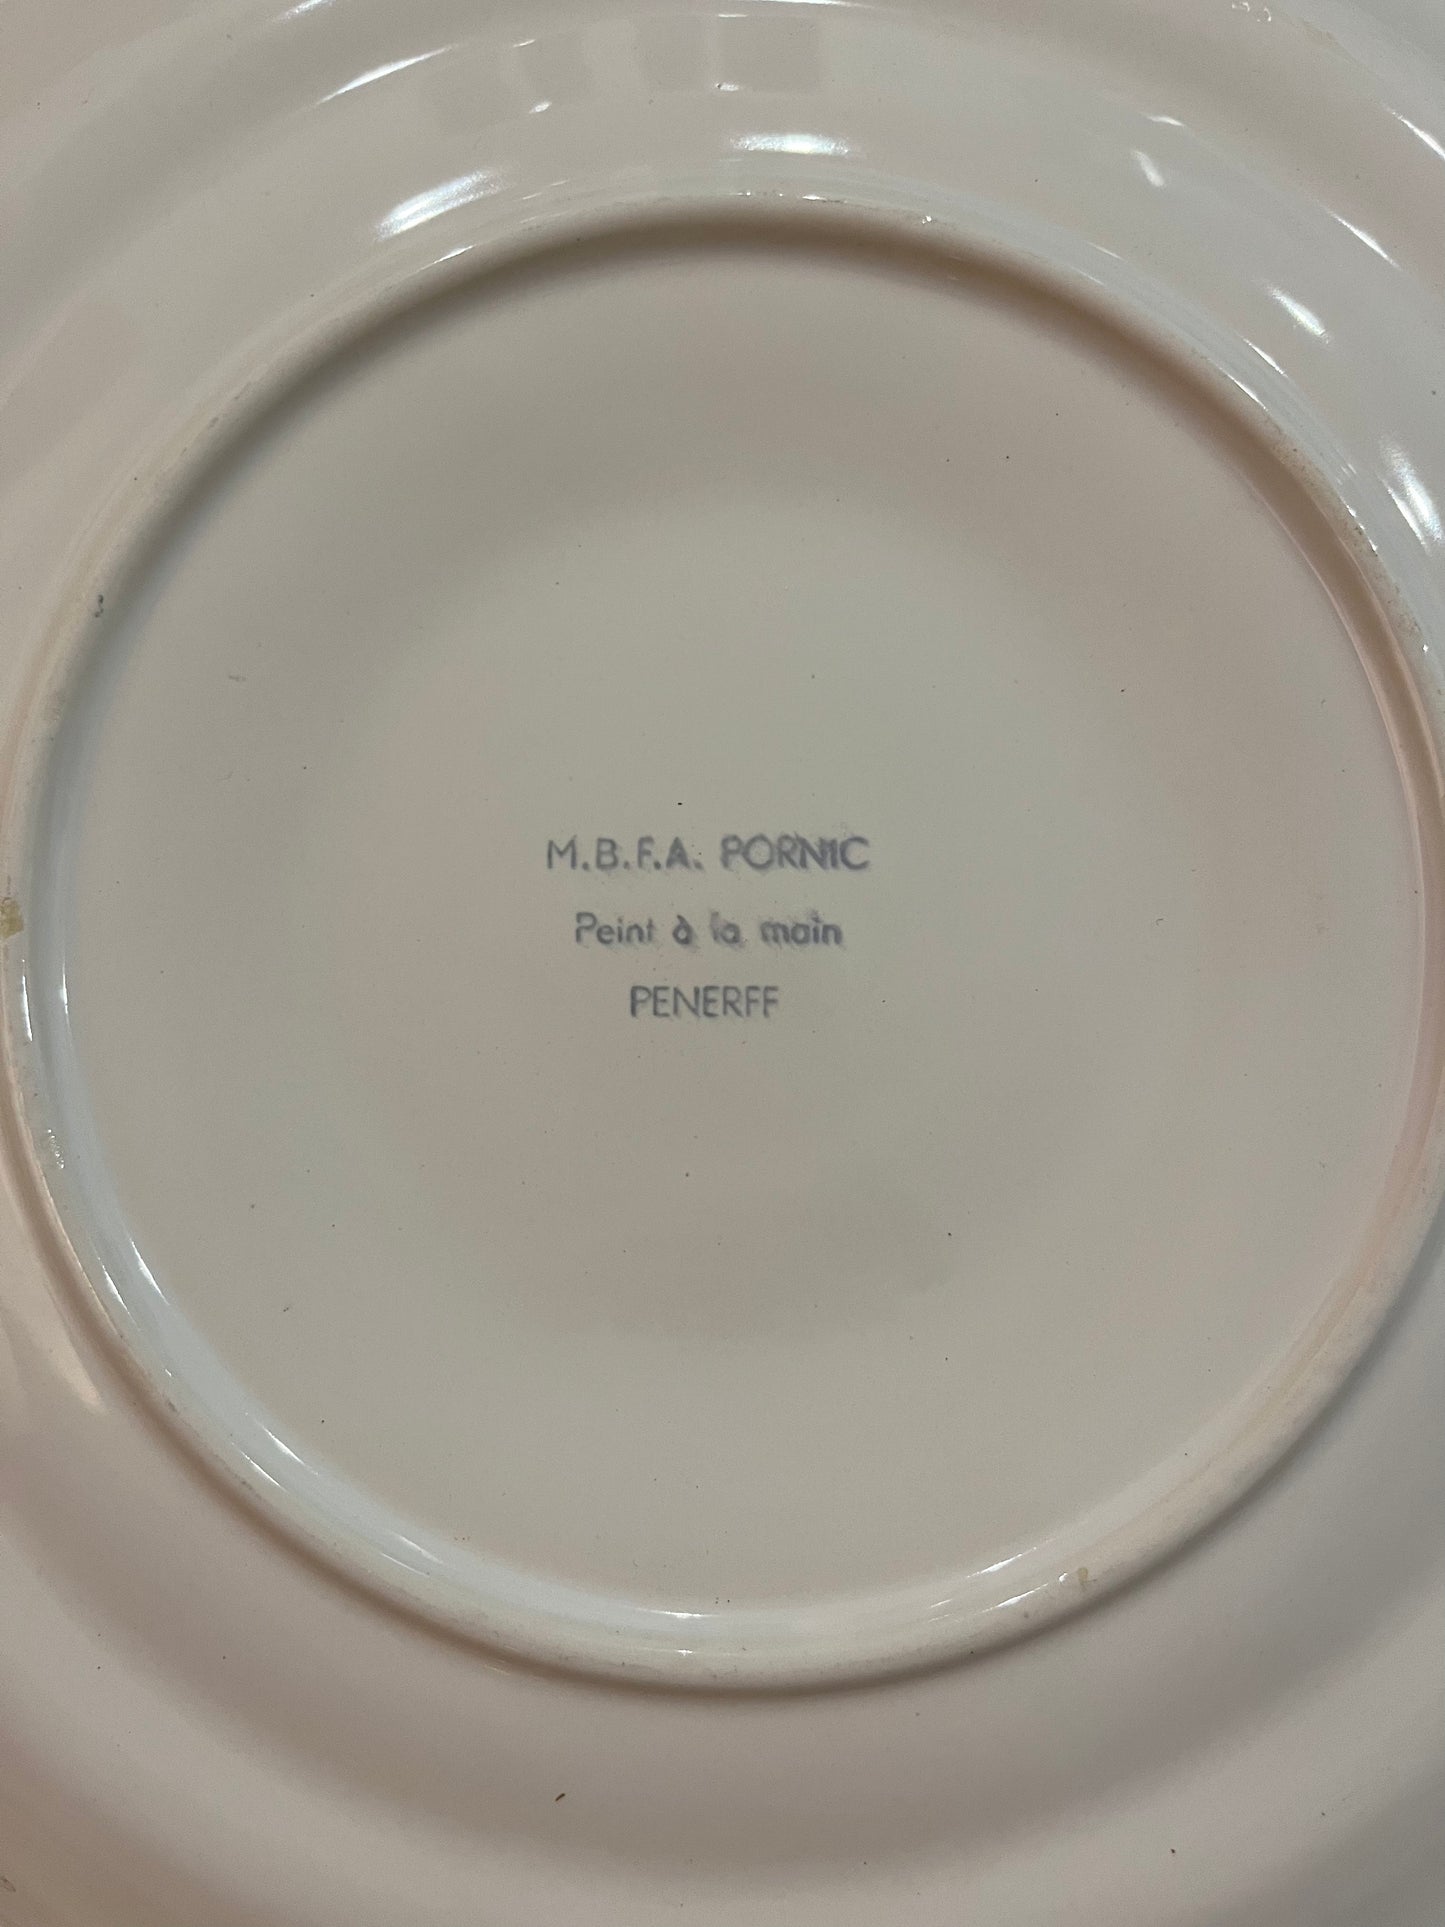 M.B.F.A. PORNIC
Peint à la main
PENERFF